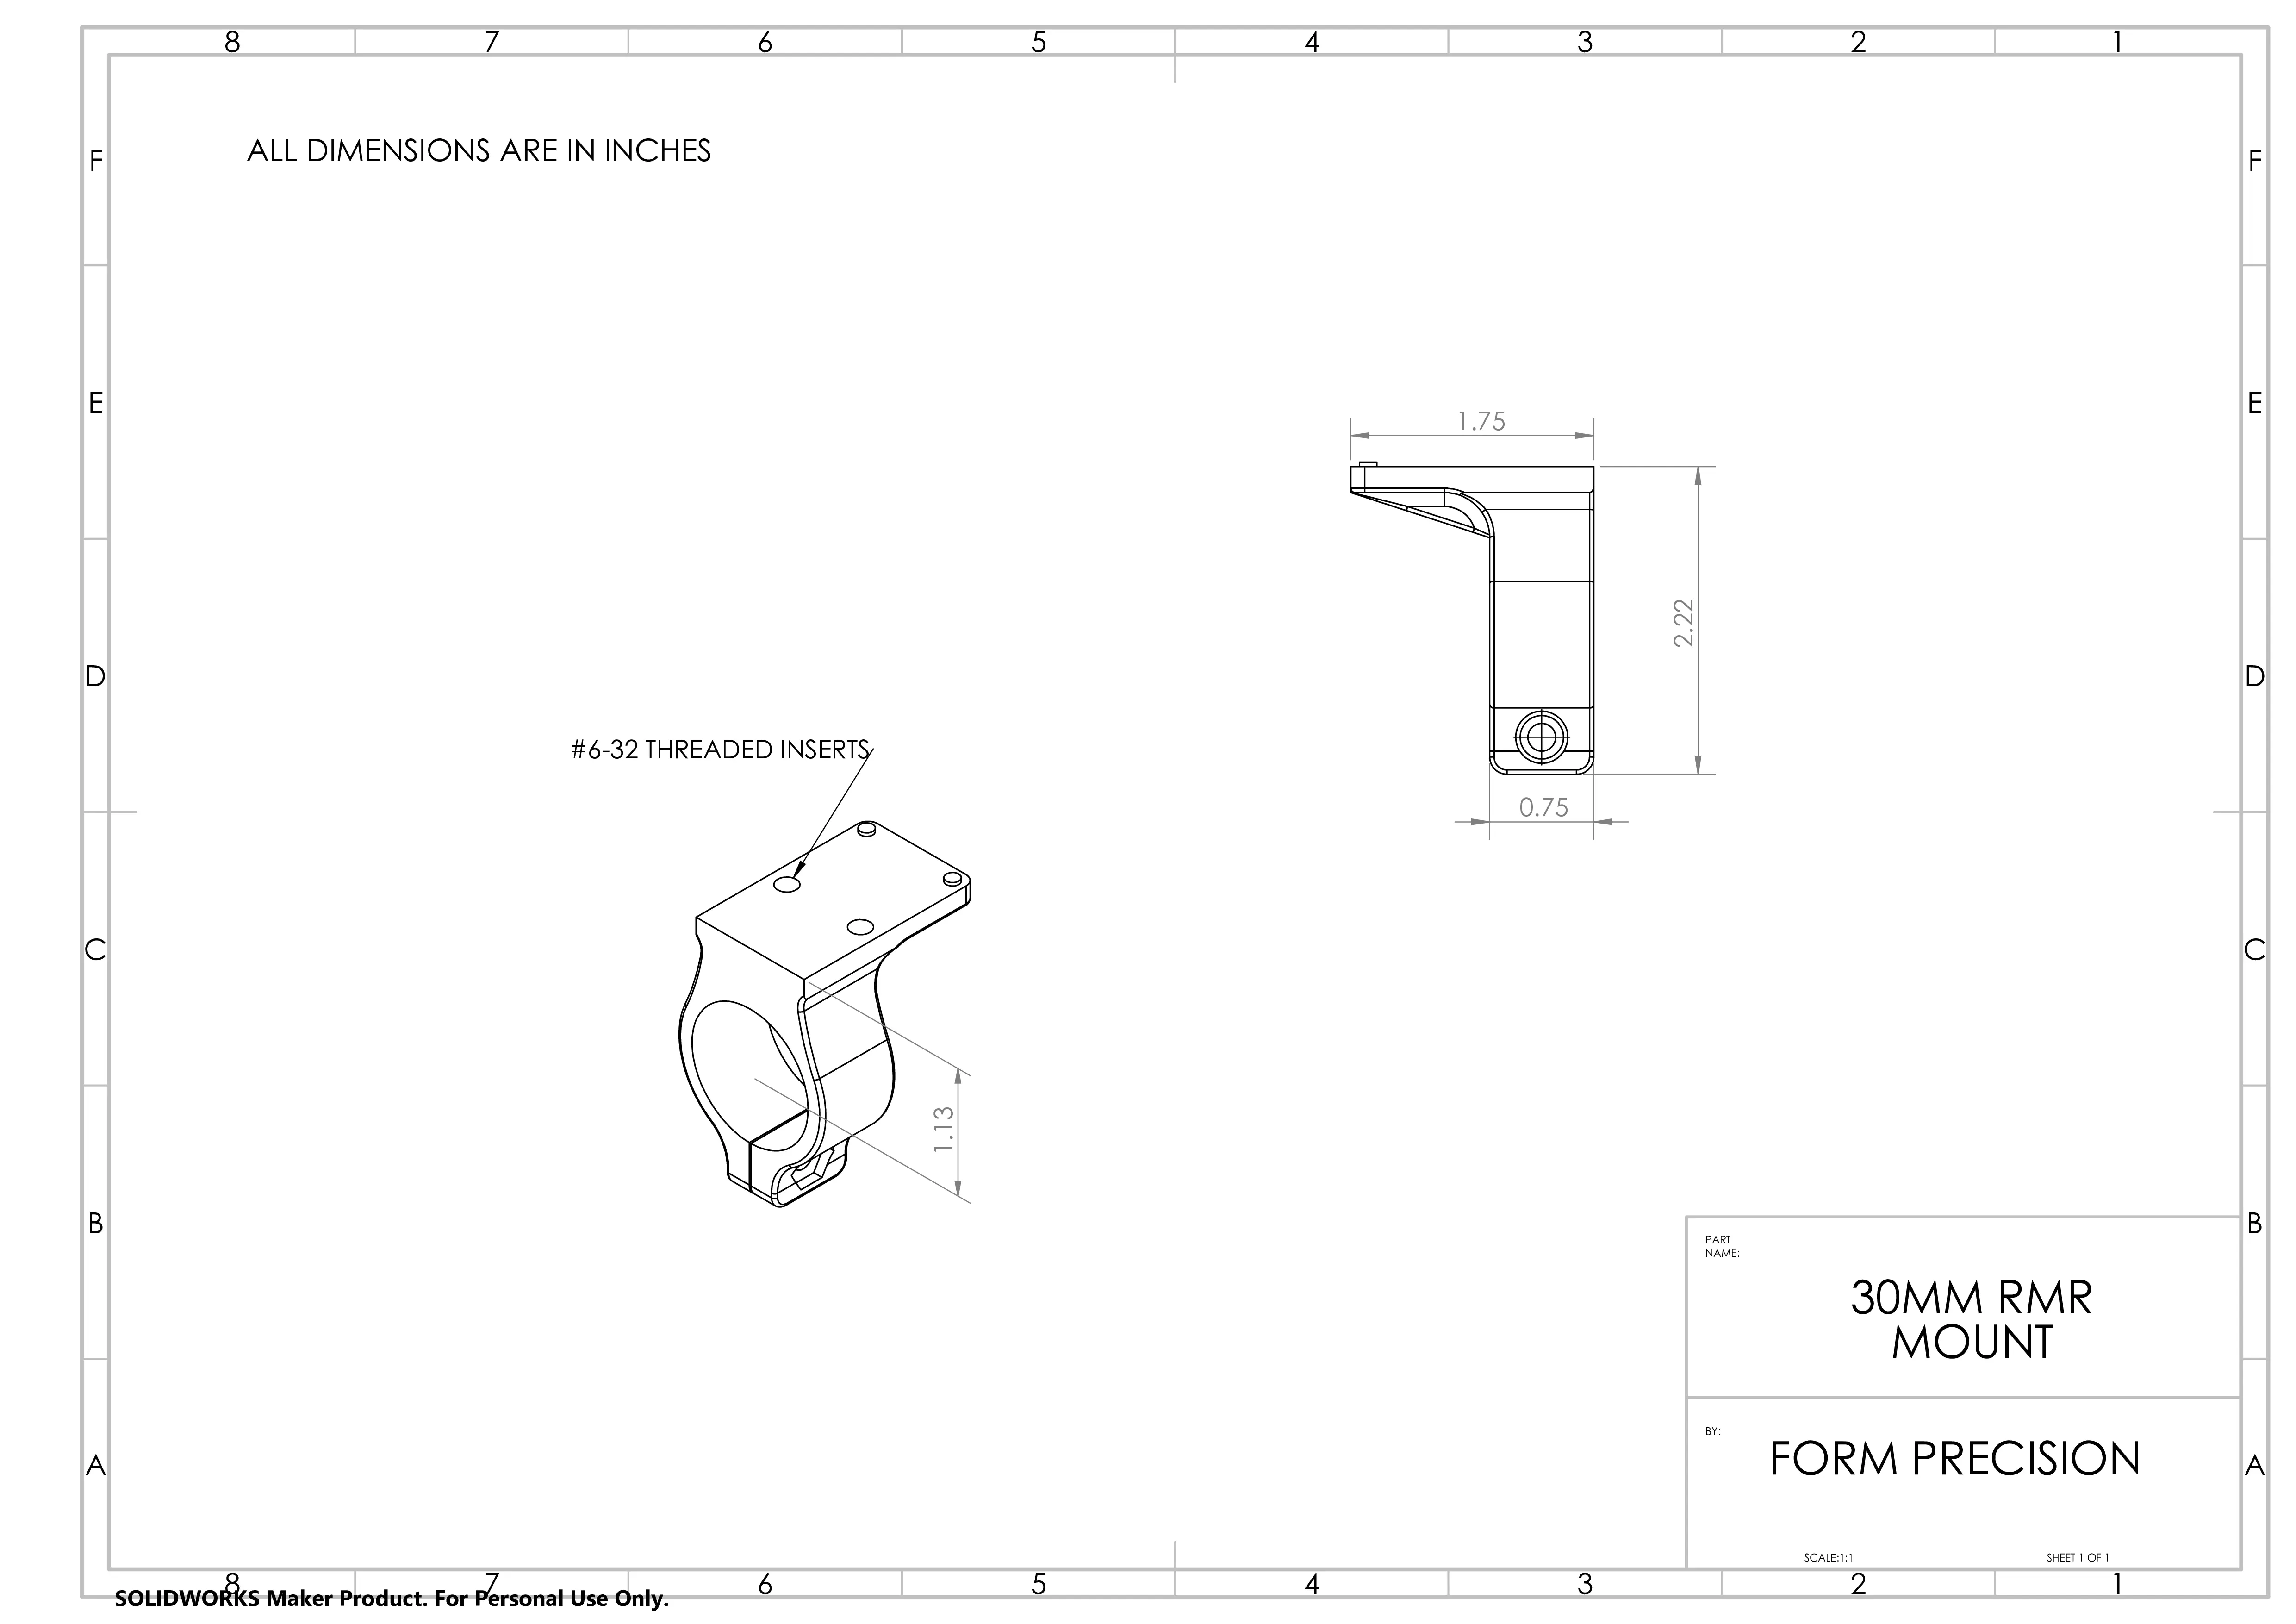 8 7 6 5 4 3 2 1
F F
ALL DIMENSIONS ARE IN INCHES
E E
1.75
2.22
D D
#6-32 THREADED INSERTS
0.75
C C
1.13
B B
PART
NAME:
30MM RMR
MOUNT
BY:
FORM PRECISION
A A
SCALE:1:1 SHEET 1 OF 1
8 7 6 5 4 3 2 1
SOLIDWORKS Maker Product. For Personal Use Only.